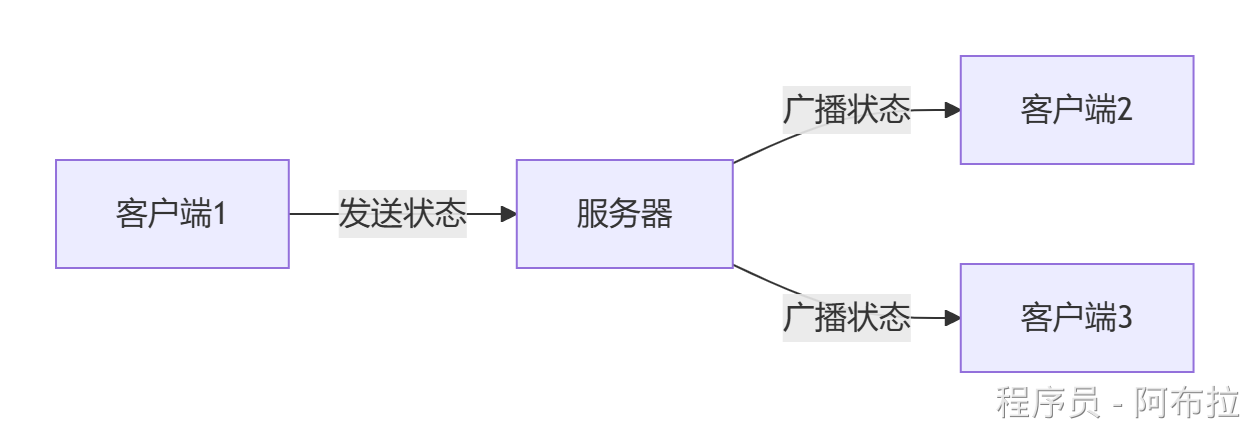 广播状态
客户端2
客户端1
发送状态
服务器
广播状态
客户端3
程序员 - 阿布拉